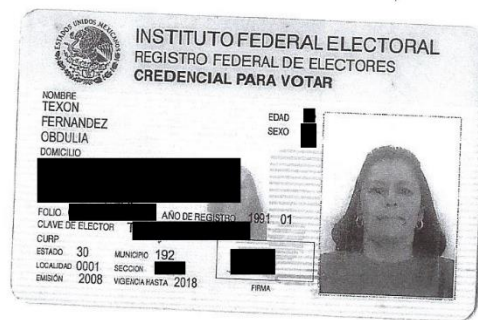 ESTADOS UNIDOS MEXICANOS
INSTITUTO FEDERAL ELECTORAL
REGISTRO FEDERAL DE ELECTORES
CREDENCIAL PARA VOTAR
NOMBRE
TEXON
FERNANDEZ
OBDULIA
EDAD
SEXO
DOMICILIO
FOLIO AÑO DE REGISTRO 1991 01
CLAVE DE ELECTOR T
CURP
ESTADO 30 MUNICIPIO 192
LOCALIDAD 0001 SECCION
EMISIÓN 2008 VIGENCIA HASTA 2018
FIRMA